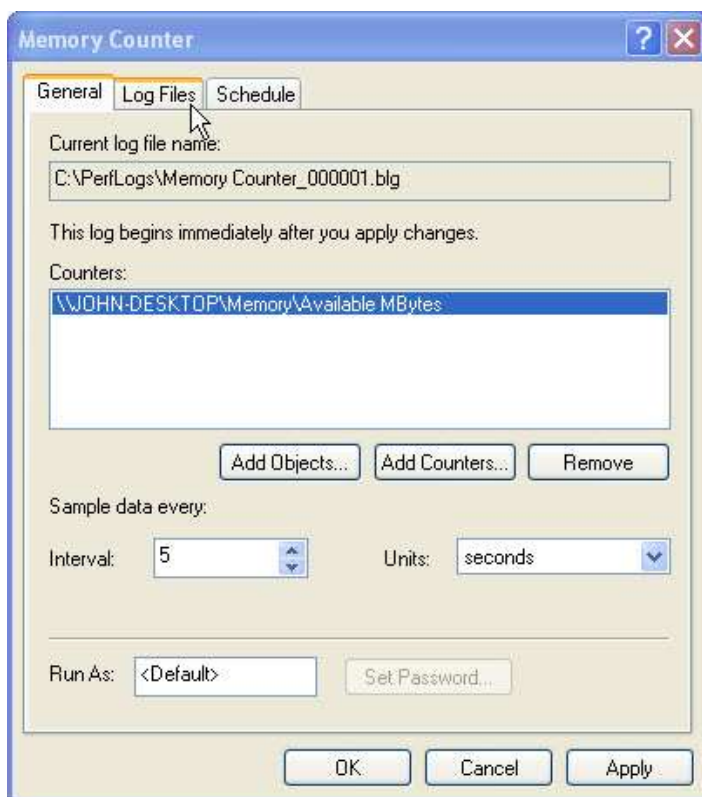 Memory Counter
General Log Files Schedule
Current log file name:
C:\PerfLogs\Memory Counter_000001.blg
This log begins immediately after you apply changes.
Counters:
\\JOHN-DESKTOP\Memory\Available MBytes
Add Objects... Add Counters... Remove
Sample data every:
Interval: 5 Units: seconds
Run As: <Default> Set Password...
OK Cancel Apply